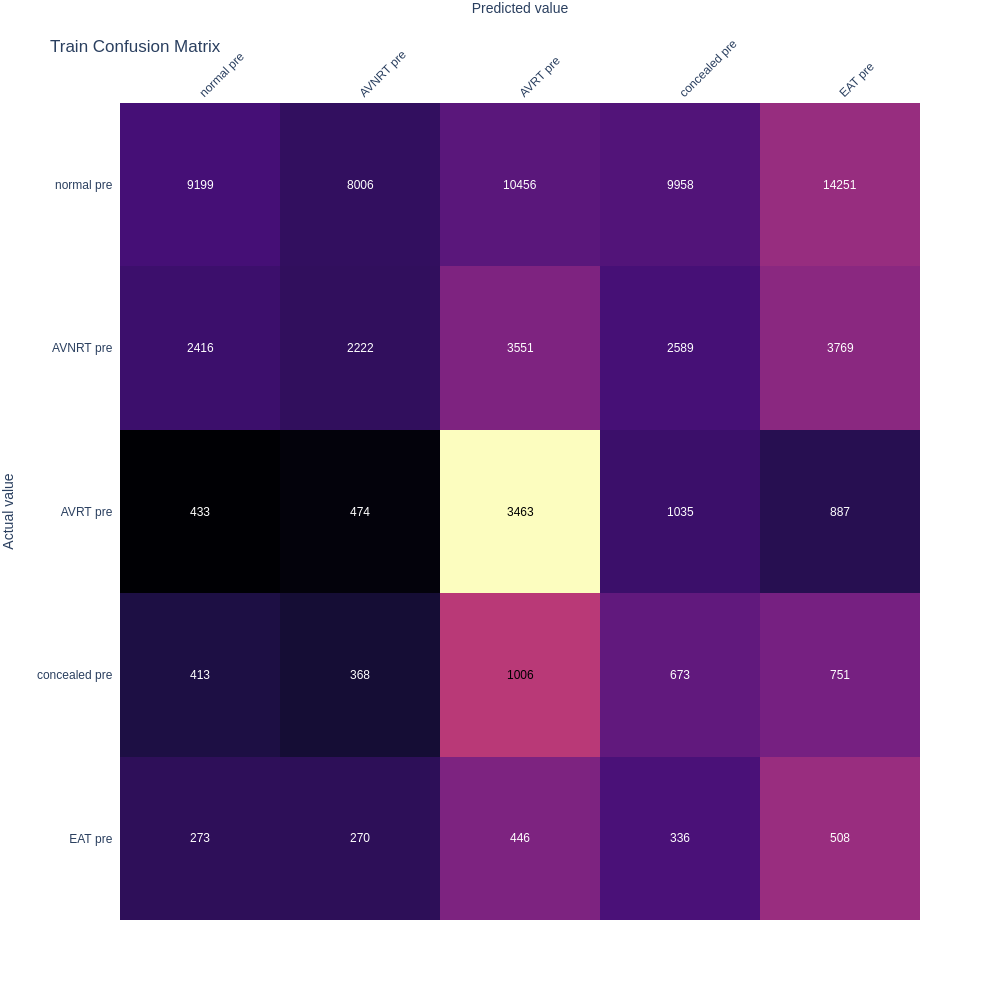 Predicted value
Train Confusion Matrix
normal pre AVNRT pre AVRT pre concealed pre EAT pre
normal pre 9199 8006 10456 9958 14251
AVNRT pre 2416 2222 3551 2589 3769
Actual value
AVRT pre 433 474 3463 1035 887
concealed pre 413 368 1006 673 751
EAT pre 273 270 446 336 508